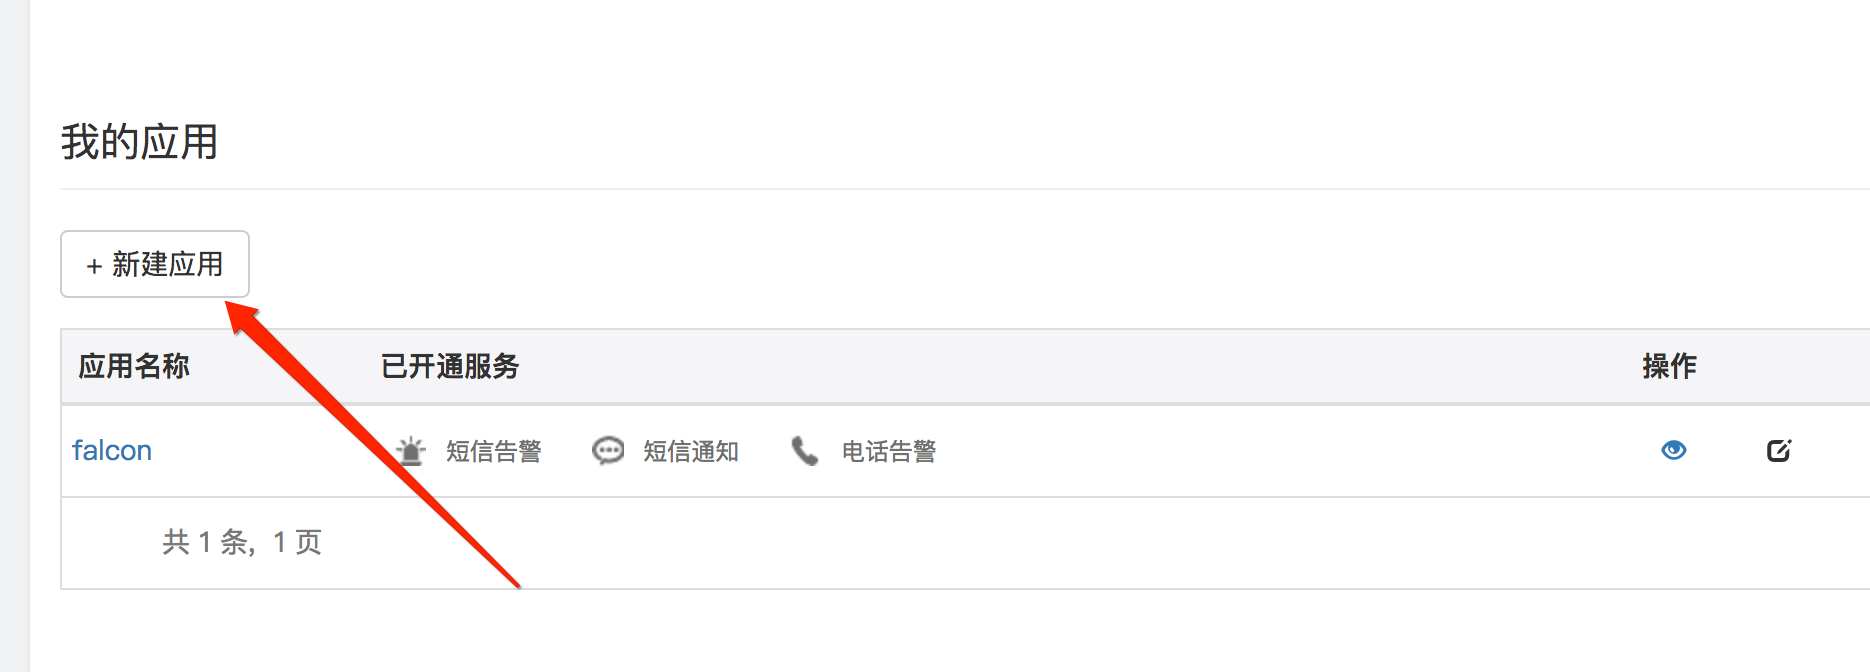 我的应用
+ 新建应用
应用名称 已开通服务 操作
falcon 短信告警 短信通知 电话告警
共 1 条, 1 页